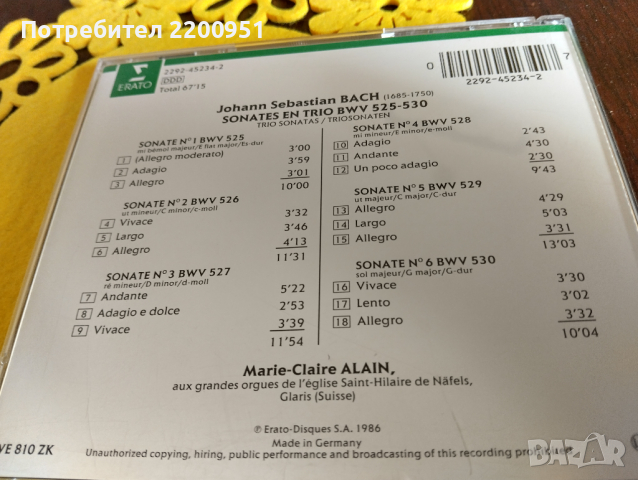 Потребител 2200951
ERATO
2292-45234-2
DDD
Total 67'15
0
7
2292-45234-2
Johann Sebastian BACH (1685-1750)
SONATES EN TRIO BWV 525-530
TRIO SONATAS / TRIOSONATEN
SONATE Nº 1 BWV 525
mi bémol majeur/E flat major/Es-dur
1 (Allegro moderato) 3'00
2 Adagio 3'59
3 Allegro 3'01
10'00
SONATE Nº 2 BWV 526
ut mineur/C minor/c-moll
4 Vivace 3'32
5 Largo 3'46
6 Allegro 4'13
11'31
SONATE Nº 3 BWV 527
ré mineur/D minor/d-moll
7 Andante 5'22
8 Adagio e dolce 2'53
9 Vivace 3'39
11'54
SONATE Nº 4 BWV 528
mi mineur/E minor/e-moll
10 Adagio 2'43
11 Andante 4'30
12 Un poco adagio 2'30
9'43
SONATE Nº 5 BWV 529
ut majeur/C major/C-dur
13 Allegro 4'29
14 Largo 5'03
15 Allegro 3'31
13'03
SONATE Nº 6 BWV 530
sol majeur/G major/G-dur
16 Vivace 3'30
17 Lento 3'02
18 Allegro 3'32
10'04
Marie-Claire ALAIN,
aux grandes orgues de l'église Saint-Hilaire de Näfels,
Glaris (Suisse)
℗ Erato-Disques S.A. 1986
Made in Germany
VE 810 ZK
Unauthorized copying, hiring, public performance and broadcasting of this recording prohibited
bazar